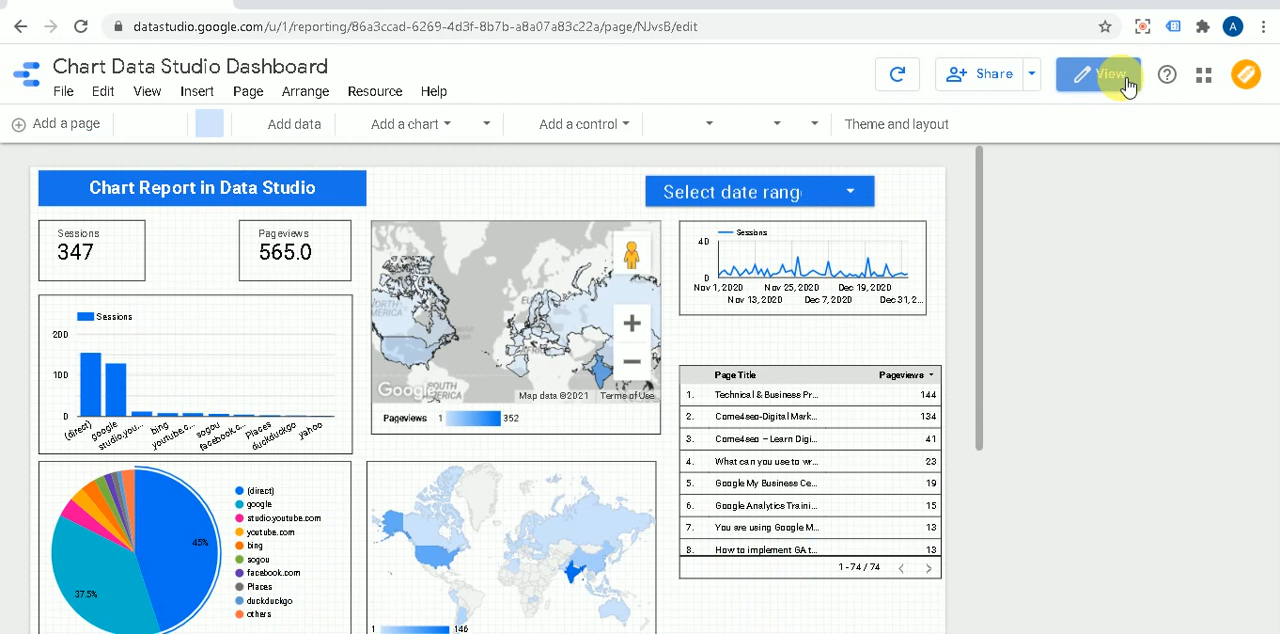 datastudio.google.com/u/1/reporting/86a3ccad-6269-4d3f-8b7b-a8a07a83c22a/page/NJvsB/edit
A
Chart Data Studio Dashboard
Share
View
File Edit View Insert Page Arrange Resource Help
Add a page
Add data
Add a chart
Add a control
Theme and layout
Chart Report in Data Studio
Select date rang
Sessions
347
Pageviews
565.0
Sessions
200
100
0
(direct)
google
studio.you...
bing
youtube.c...
sogou
facebook.c...
Places
duckduckgo
yahoo
NORTH
AMERICA
SOUTH
AMERICA
Google
Map data ©2021 Terms of Use
Pageviews 1 352
Sessions
40
0
Nov 1, 2020 Nov 25, 2020 Dec 19, 2020
Nov 13, 2020 Dec 7, 2020 Dec 31, 2...
Page Title Pageviews
1. Technical & Business Pr... 144
2. Come4seo-Digital Mark... 134
3. Come4seo – Learn Digi... 41
4. What can you use to wr... 23
5. Google My Business Ce... 19
6. Google Analytics Traini... 15
7. You are using Google M... 13
8. How to implement GA t... 13
1 - 74 / 74
45%
37.5%
(direct)
google
studio.youtube.com
youtube.com
bing
sogou
facebook.com
Places
duckduckgo
others
1 146